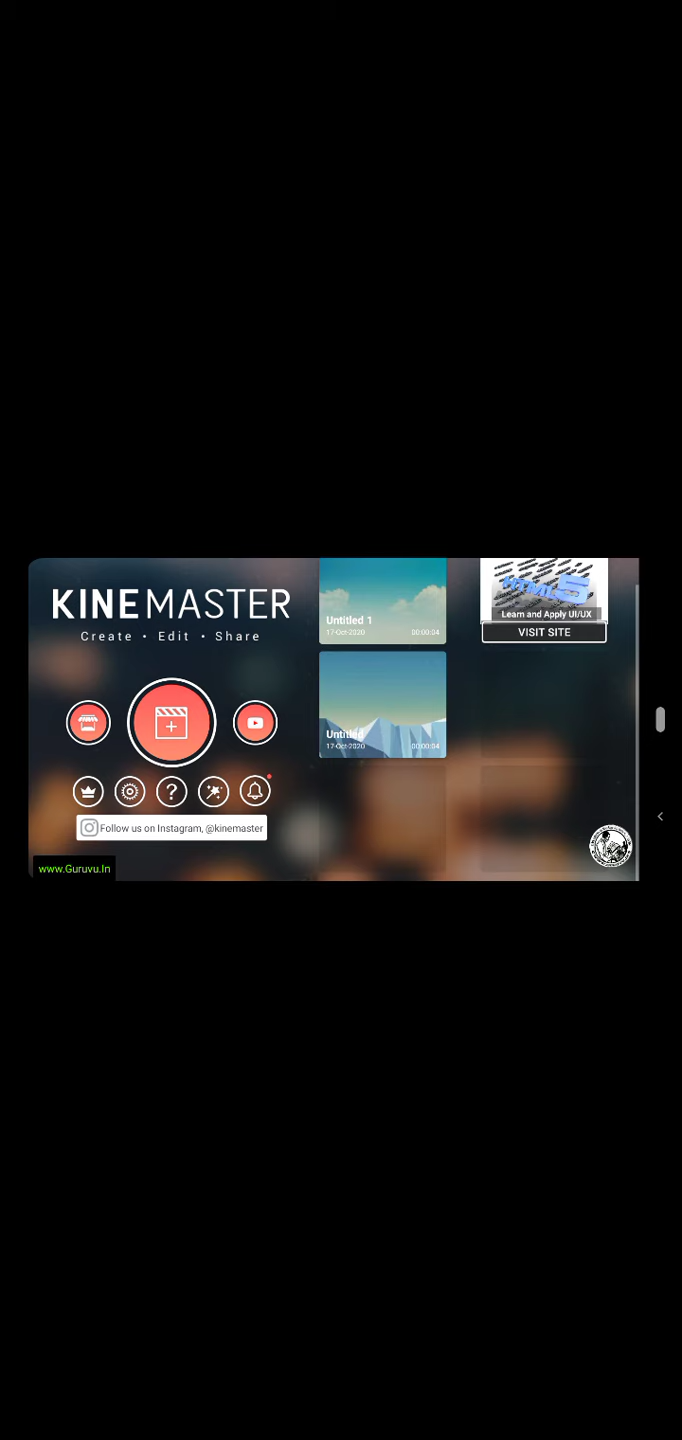 KINEMASTER
Create • Edit • Share
Follow us on Instagram, @kinemaster
www.Guruvu.In
Untitled 1
17-Oct-2020 00:00:04
Untitled
17-Oct-2020 00:00:04
HTML5
Learn and Apply UI/UX
VISIT SITE